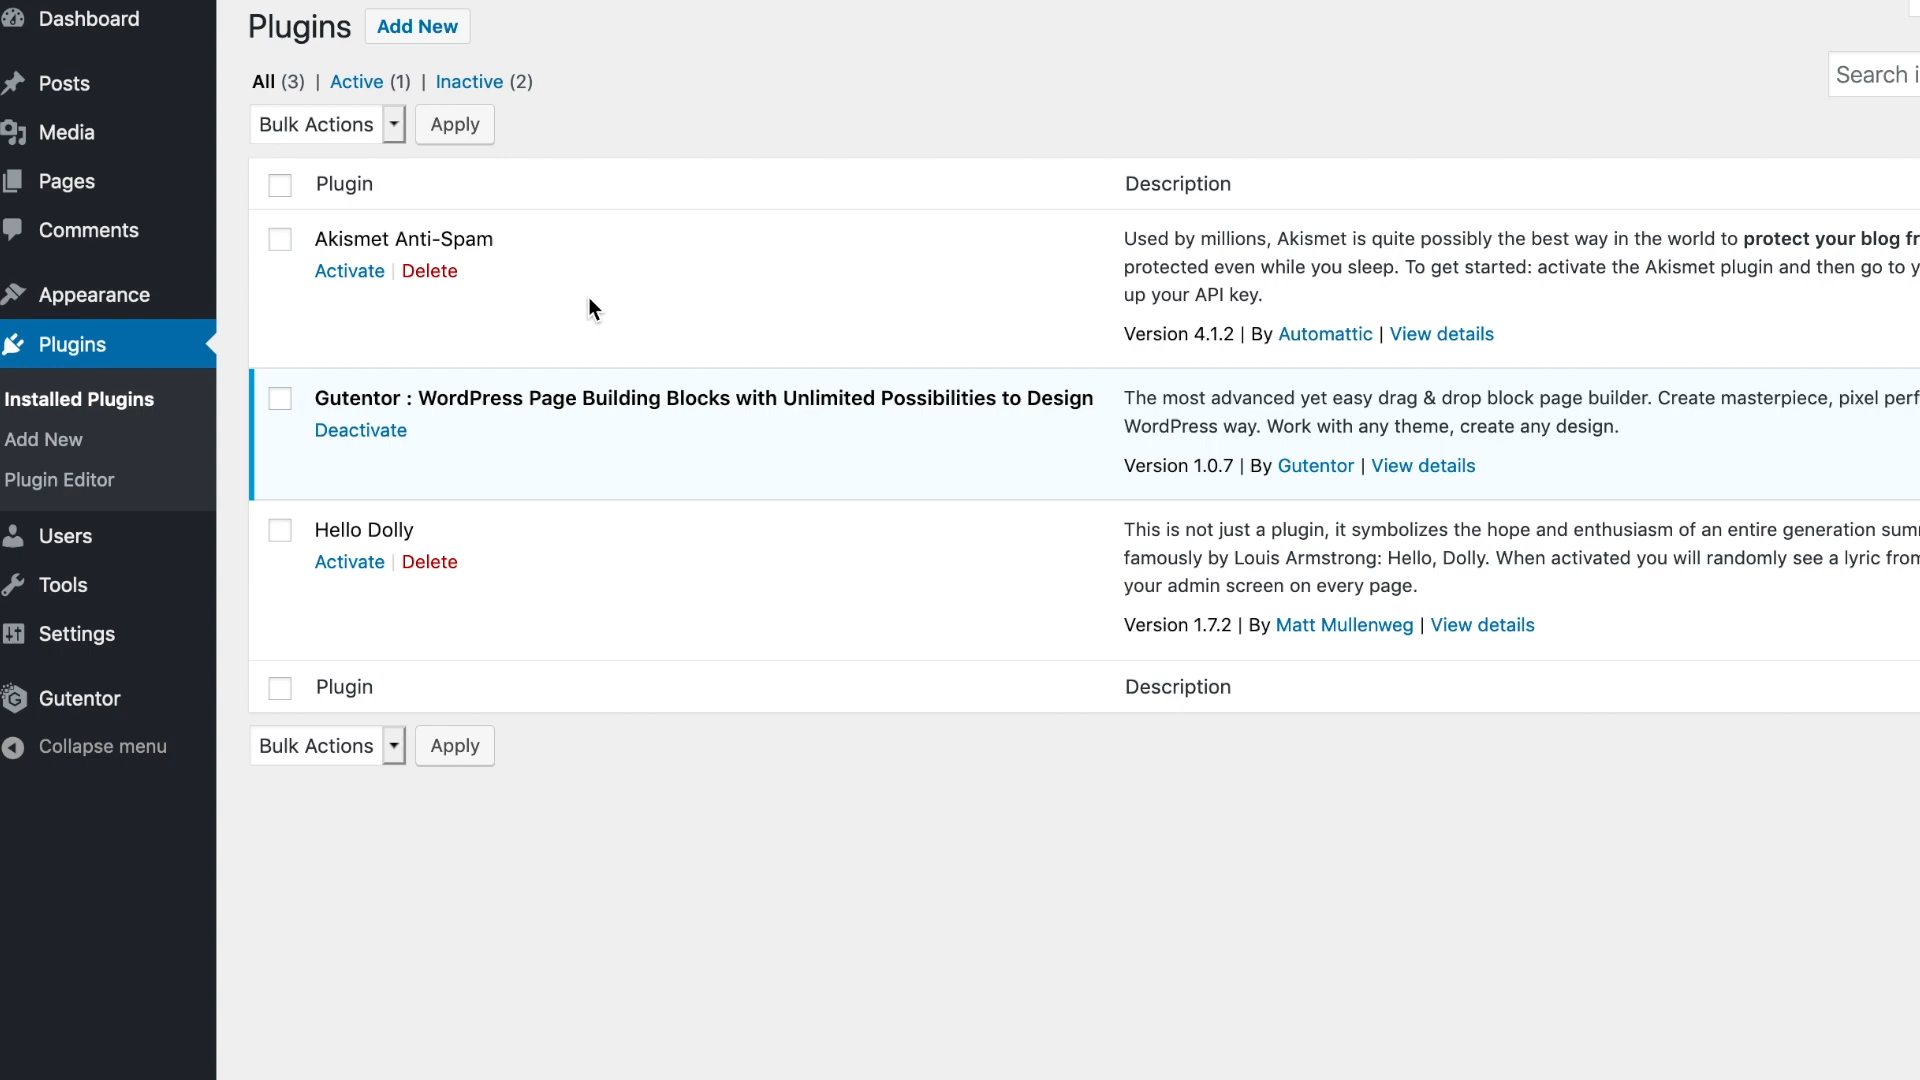 Dashboard
Posts
Media
Pages
Comments
Appearance
Plugins
Installed Plugins
Add New
Plugin Editor
Users
Tools
Settings
Gutentor
Collapse menu
Plugins Add New
All (3) | Active (1) | Inactive (2)
Search i
Bulk Actions Apply
Plugin Description
Akismet Anti-Spam
Activate | Delete
Used by millions, Akismet is quite possibly the best way in the world to protect your blog fr
protected even while you sleep. To get started: activate the Akismet plugin and then go to y
up your API key.
Version 4.1.2 | By Automattic | View details
Gutentor : WordPress Page Building Blocks with Unlimited Possibilities to Design
Deactivate
The most advanced yet easy drag & drop block page builder. Create masterpiece, pixel perf
WordPress way. Work with any theme, create any design.
Version 1.0.7 | By Gutentor | View details
Hello Dolly
Activate | Delete
This is not just a plugin, it symbolizes the hope and enthusiasm of an entire generation sum
famously by Louis Armstrong: Hello, Dolly. When activated you will randomly see a lyric from
your admin screen on every page.
Version 1.7.2 | By Matt Mullenweg | View details
Plugin Description
Bulk Actions Apply